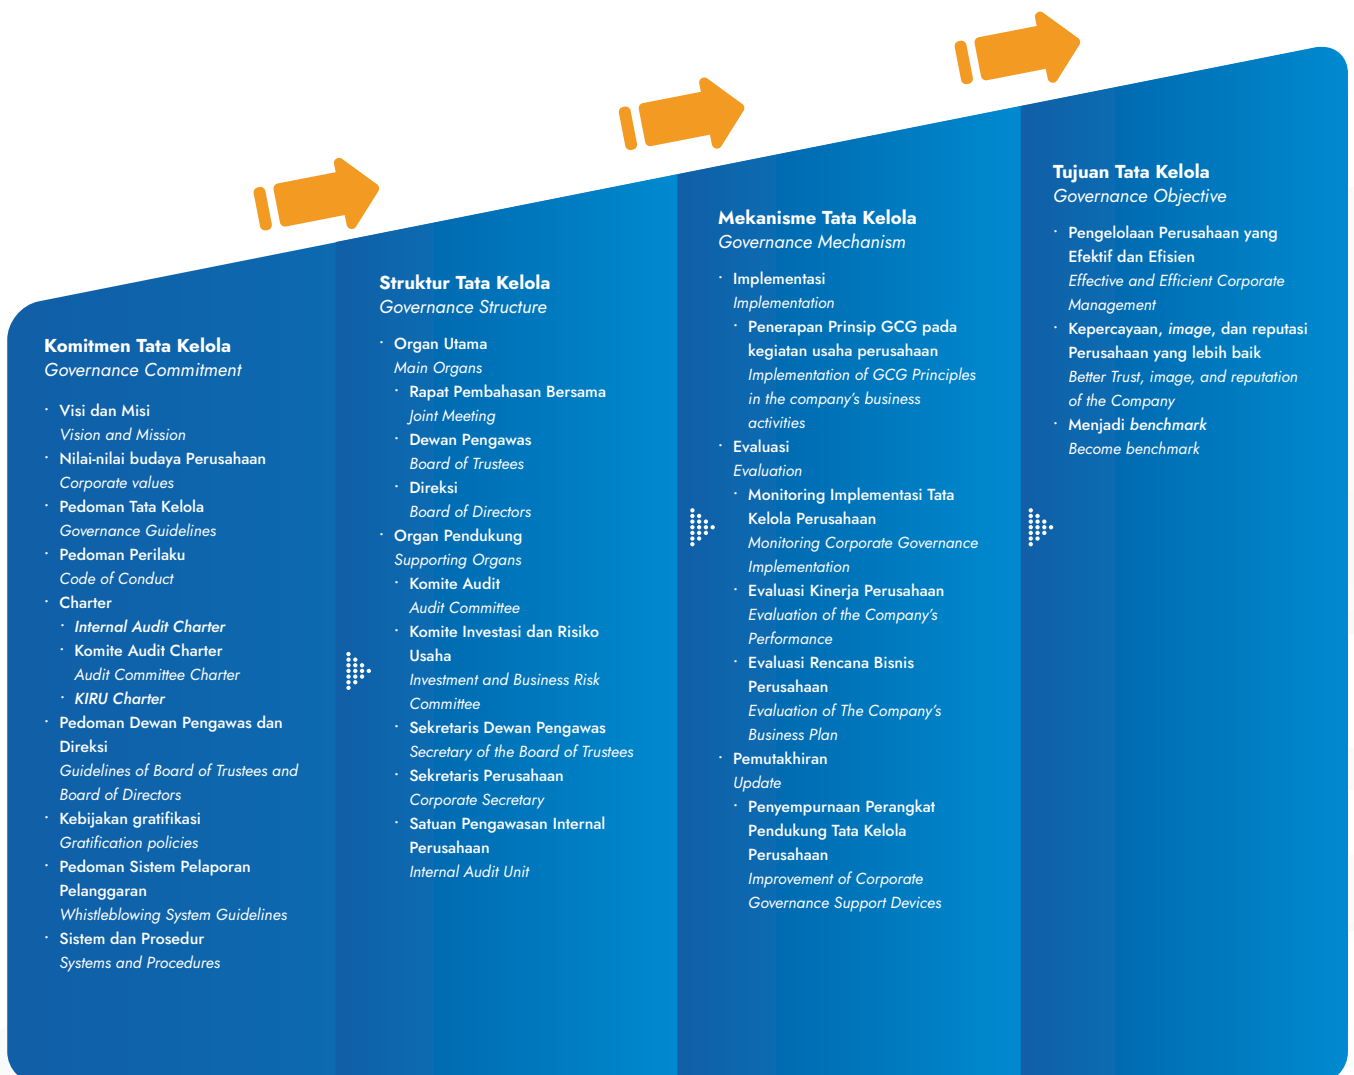 Komitmen Tata Kelola
Governance Commitment
· Visi dan Misi
Vision and Mission
· Nilai-nilai budaya Perusahaan
Corporate values
· Pedoman Tata Kelola
Governance Guidelines
· Pedoman Perilaku
Code of Conduct
· Charter
· Internal Audit Charter
· Komite Audit Charter
Audit Committee Charter
· KIRU Charter
· Pedoman Dewan Pengawas dan
Direksi
Guidelines of Board of Trustees and
Board of Directors
· Kebijakan gratifikasi
Gratification policies
· Pedoman Sistem Pelaporan
Pelanggaran
Whistleblowing System Guidelines
· Sistem dan Prosedur
Systems and Procedures
Struktur Tata Kelola
Governance Structure
· Organ Utama
Main Organs
· Rapat Pembahasan Bersama
Joint Meeting
· Dewan Pengawas
Board of Trustees
· Direksi
Board of Directors
· Organ Pendukung
Supporting Organs
· Komite Audit
Audit Committee
· Komite Investasi dan Risiko
Usaha
Investment and Business Risk
Committee
· Sekretaris Dewan Pengawas
Secretary of the Board of Trustees
· Sekretaris Perusahaan
Corporate Secretary
· Satuan Pengawasan Internal
Perusahaan
Internal Audit Unit
Mekanisme Tata Kelola
Governance Mechanism
· Implementasi
Implementation
· Penerapan Prinsip GCG pada
kegiatan usaha perusahaan
Implementation of GCG Principles
in the company's business
activities
· Evaluasi
Evaluation
· Monitoring Implementasi Tata
Kelola Perusahaan
Monitoring Corporate Governance
Implementation
· Evaluasi Kinerja Perusahaan
Evaluation of the Company's
Performance
· Evaluasi Rencana Bisnis
Perusahaan
Evaluation of The Company's
Business Plan
· Pemutakhiran
Update
· Penyempurnaan Perangkat
Pendukung Tata Kelola
Perusahaan
Improvement of Corporate
Governance Support Devices
Tujuan Tata Kelola
Governance Objective
· Pengelolaan Perusahaan yang
Efektif dan Efisien
Effective and Efficient Corporate
Management
· Kepercayaan, image, dan reputasi
Perusahaan yang lebih baik
Better Trust, image, and reputation
of the Company
· Menjadi benchmark
Become benchmark